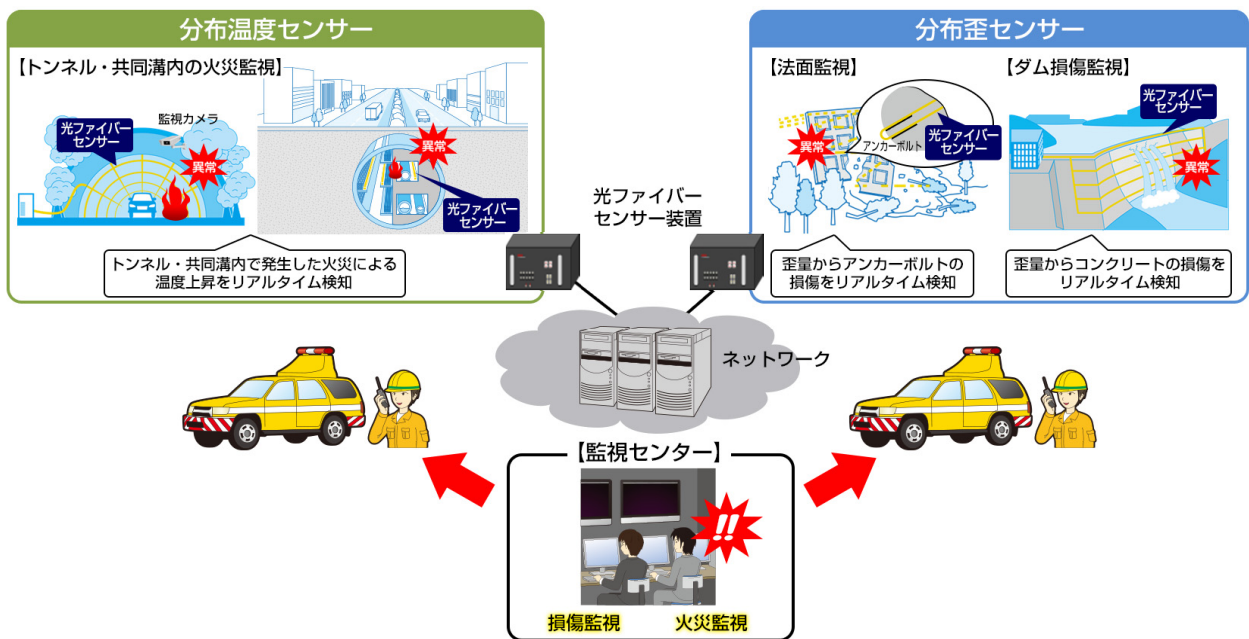 分布温度センサー
【トンネル・共同溝内の火災監視】
監視カメラ
光ファイバー
センサー
異常
異常
光ファイバー
センサー
トンネル・共同溝内で発生した火災による
温度上昇をリアルタイム検知
分布歪センサー
【法面監視】
異常
アンカーボルト
光ファイバー
センサー
歪量からアンカーボルトの
損傷をリアルタイム検知
【ダム損傷監視】
光ファイバー
センサー
異常
歪量からコンクリートの損傷を
リアルタイム検知
光ファイバー
センサー装置
ネットワーク
【監視センター】
!!
損傷監視
火災監視